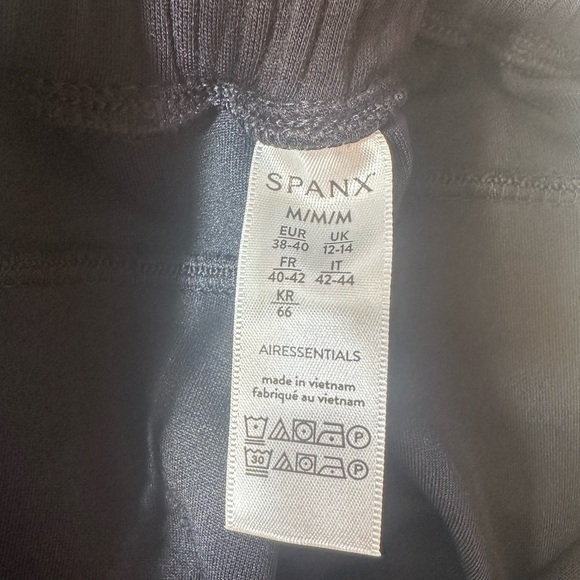 SPANX
M/M/M
EUR UK
38-40 12-14
FR IT
40-42 42-44
KR
66
AIRESSENTIALS
made in vietnam
fabriqué au vietnam
P
30 P